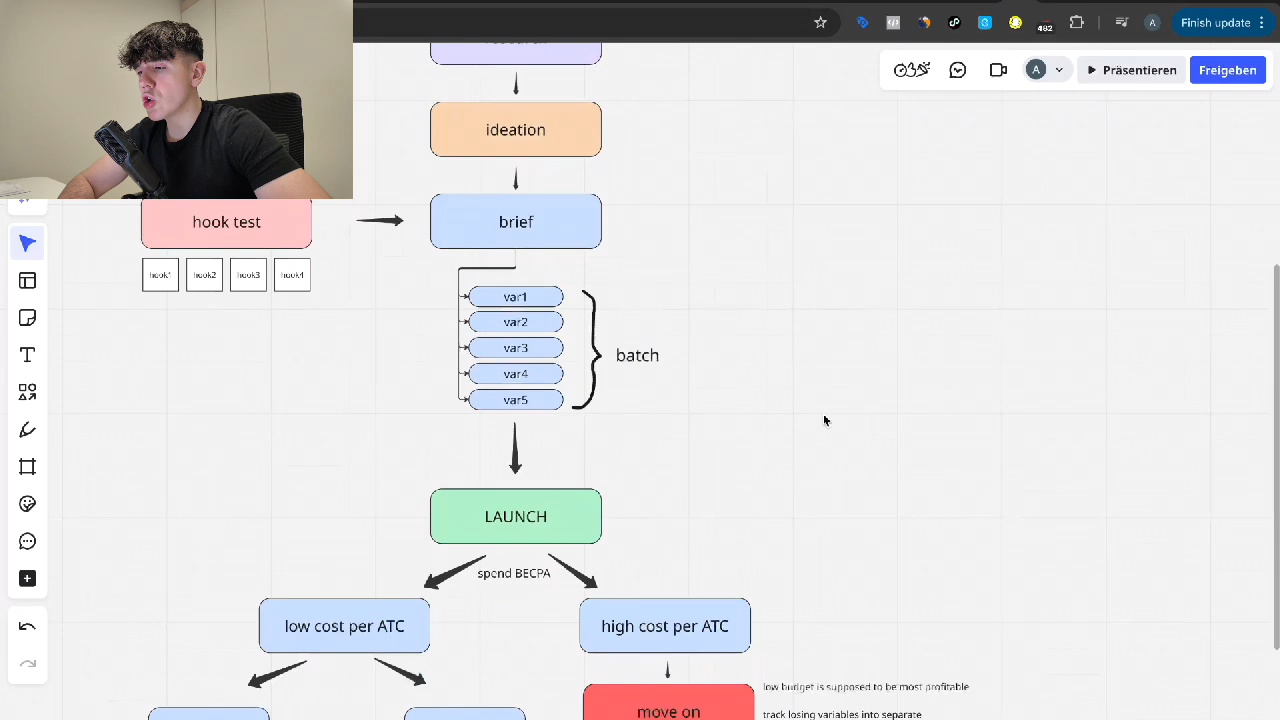 Finish update
A
462
A
Präsentieren
Freigeben
ideation
hook test
brief
hook1
hook2
hook3
hook4
var1
var2
var3
var4
var5
batch
LAUNCH
spend BECPA
low cost per ATC
high cost per ATC
move on
low budget is supposed to be most profitable
track losing variables into separate